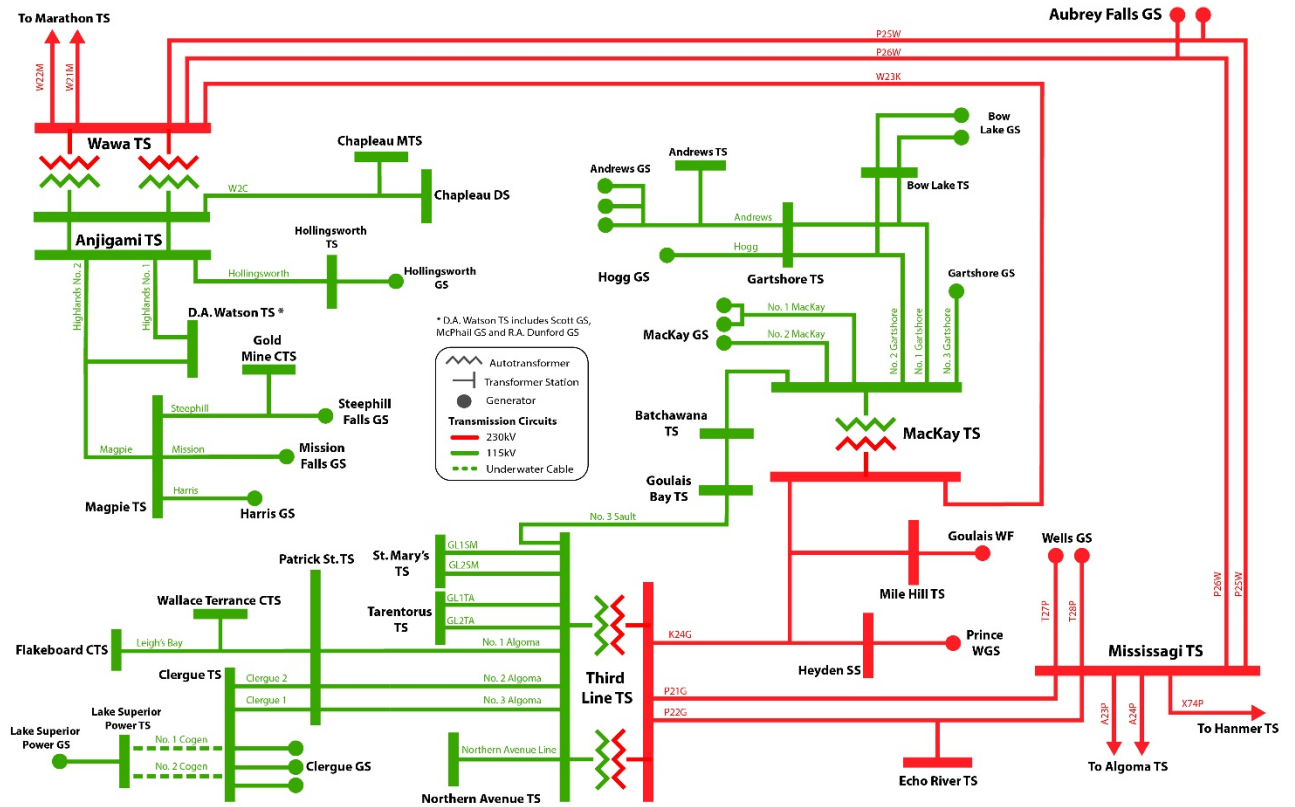 To Marathon TS
Aubrey Falls GS
P25W
P26W
W23K
W22M
W21M
Wawa TS
Chapleau MTS
W2C
Chapleau DS
Anjigami TS
Hollingsworth
TS
Hollingsworth
Hollingsworth
GS
Highlands No. 2
Highlands No. 1
D.A. Watson TS *
Gold
Mine CTS
Steephill
Steephill
Falls GS
Magpie
Mission
Mission
Falls GS
Harris
Harris GS
Magpie TS
* D.A. Watson TS includes Scott GS,
McPhail GS and R.A. Dunford GS
Autotransformer
Transformer Station
Generator
Transmission Circuits
230kV
115kV
Underwater Cable
Bow
Lake GS
Andrews TS
Andrews GS
Bow Lake TS
Andrews
Hogg
Hogg GS
Gartshore TS
Gartshore GS
No. 1 MacKay
MacKay GS
No. 2 MacKay
No. 2 Gartshore
No. 1 Gartshore
No. 3 Gartshore
Batchawana
TS
MacKay TS
Goulais
Bay TS
No. 3 Sault
Goulais WF
Wells GS
Mile Hill TS
T27P
T28P
P26W
P25W
Patrick St. TS
St. Mary's
TS
GL1SM
GL2SM
Wallace Terrance CTS
Tarentorus
TS
GL1TA
GL2TA
Flakeboard CTS
Leigh's Bay
No. 1 Algoma
K24G
Prince
WGS
Heyden SS
Mississagi TS
Clergue TS
Clergue 2
No. 2 Algoma
Clergue 1
No. 3 Algoma
Third
Line TS
P21G
P22G
A23P
A24P
X74P
To Hanmer TS
To Algoma TS
Lake Superior
Power TS
Lake Superior
Power GS
No. 1 Cogen
No. 2 Cogen
Clergue GS
Northern Avenue Line
Northern Avenue TS
Echo River TS